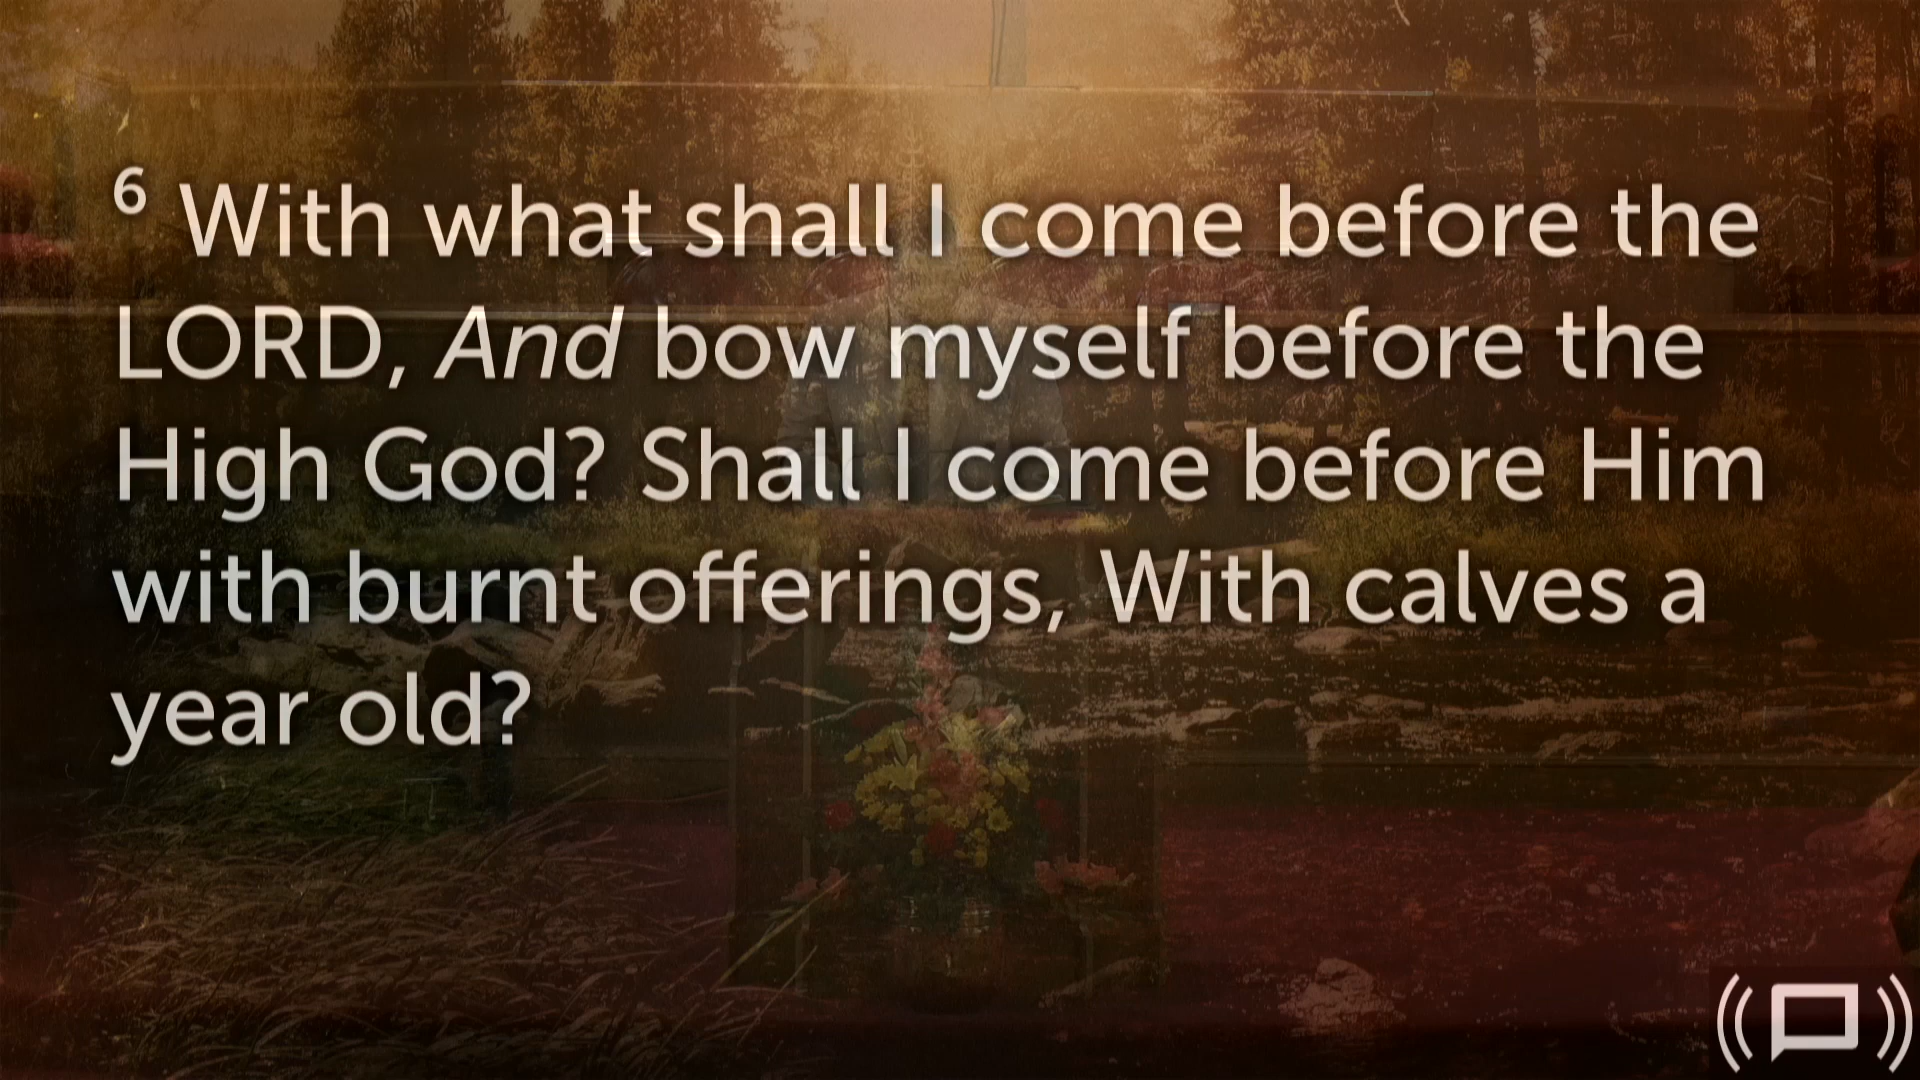 6 With what shall I come before the
LORD, And bow myself before the
High God? Shall I come before Him
with burnt offerings, With calves a
year old?